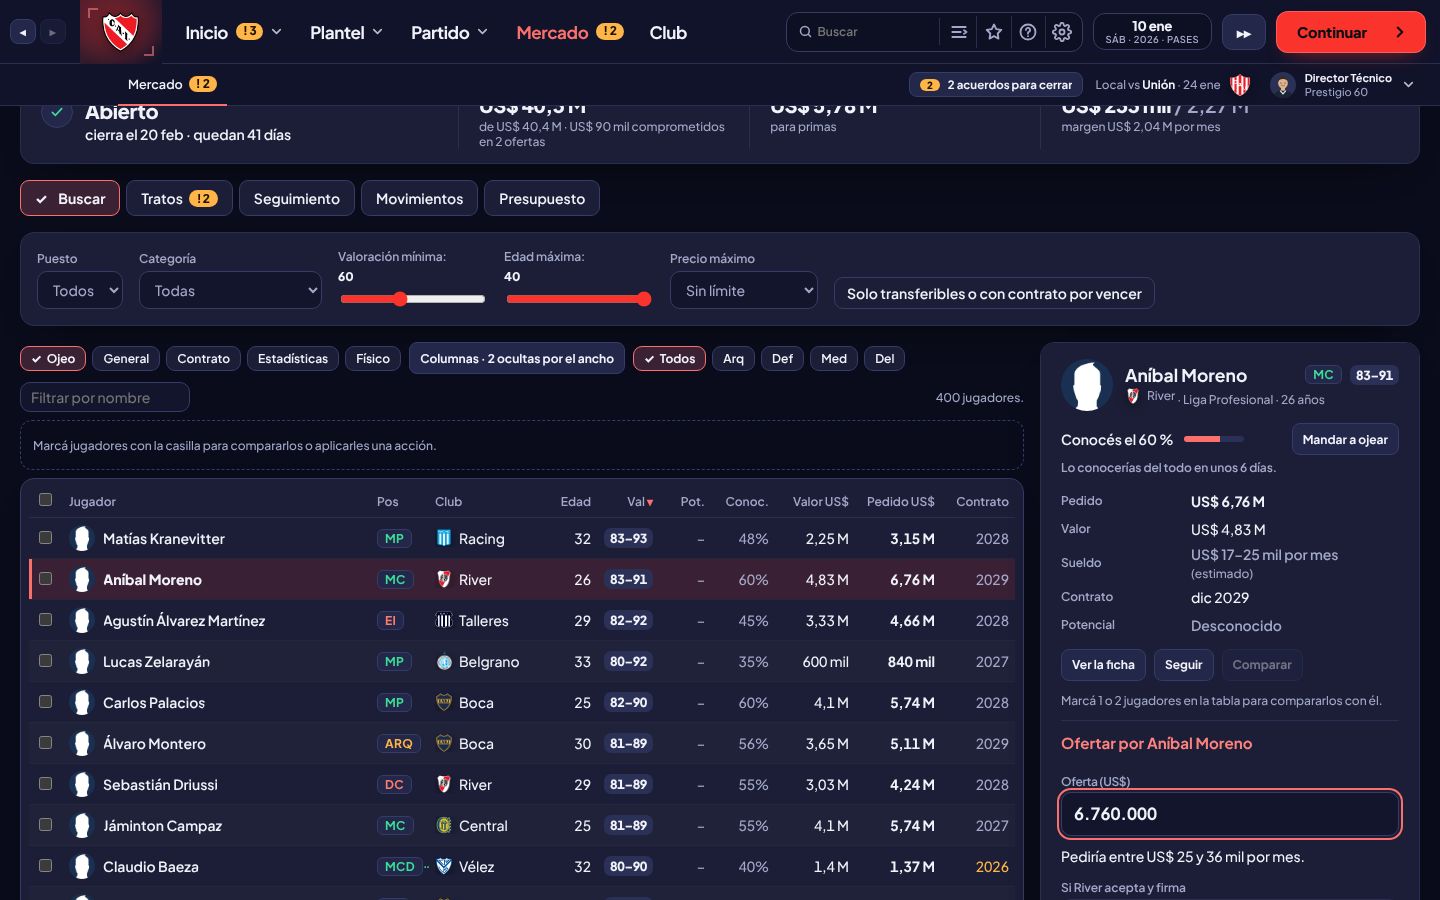 Inicio !3 Plantel Partido Mercado !2 Club Buscar 10 ene SÁB · 2026 · PASES Continuar
Mercado !2 2 2 acuerdos para cerrar Local vs Unión · 24 ene Director Técnico Prestigio 60
Abierto US$ 40,3 M US$ 5,78 M US$ 233 mil / 2,27 M
cierra el 20 feb · quedan 41 días de US$ 40,4 M · US$ 90 mil comprometidos en 2 ofertas para primas margen US$ 2,04 M por mes
Buscar Tratos !2 Seguimiento Movimientos Presupuesto
Puesto Categoría Valoración mínima: 60 Edad máxima: 40 Precio máximo
Todos Todas Sin límite Solo transferibles o con contrato por vencer
Ojeo General Contrato Estadísticas Físico Columnas · 2 ocultas por el ancho Todos Arq Def Med Del
Filtrar por nombre 400 jugadores.
Marcá jugadores con la casilla para compararlos o aplicarles una acción.
Jugador Pos Club Edad Val▼ Pot. Conoc. Valor US$ Pedido US$ Contrato
Matías Kranevitter MP Racing 32 83–93 – 48% 2,25 M 3,15 M 2028
Aníbal Moreno MC River 26 83–91 – 60% 4,83 M 6,76 M 2029
Agustín Álvarez Martínez EI Talleres 29 82–92 – 45% 3,33 M 4,66 M 2028
Lucas Zelarayán MP Belgrano 33 80–92 – 35% 600 mil 840 mil 2027
Carlos Palacios MP Boca 25 82–90 – 60% 4,1 M 5,74 M 2028
Álvaro Montero ARQ Boca 30 81–89 – 56% 3,65 M 5,11 M 2029
Sebastián Driussi DC River 29 81–89 – 55% 3,03 M 4,24 M 2028
Jáminton Campaz MC Central 25 81–89 – 55% 4,1 M 5,74 M 2027
Claudio Baeza MCD Vélez 32 80–90 – 40% 1,4 M 1,37 M 2026
Aníbal Moreno MC 83–91
River · Liga Profesional · 26 años
Conocés el 60 % Mandar a ojear
Lo conocerías del todo en unos 6 días.
Pedido US$ 6,76 M
Valor US$ 4,83 M
Sueldo US$ 17–25 mil por mes (estimado)
Contrato dic 2029
Potencial Desconocido
Ver la ficha Seguir Comparar
Marcá 1 o 2 jugadores en la tabla para compararlos con él.
Ofertar por Aníbal Moreno
Oferta (US$)
6.760.000
Pediría entre US$ 25 y 36 mil por mes.
Si River acepta y firma